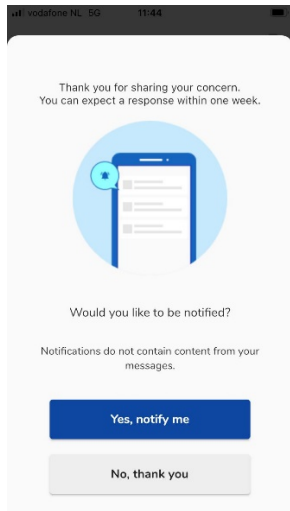 vodafone NL 5G 11:44
Thank you for sharing your concern.
You can expect a response within one week.
Would you like to be notified?
Notifications do not contain content from your
messages.
Yes, notify me
No, thank you